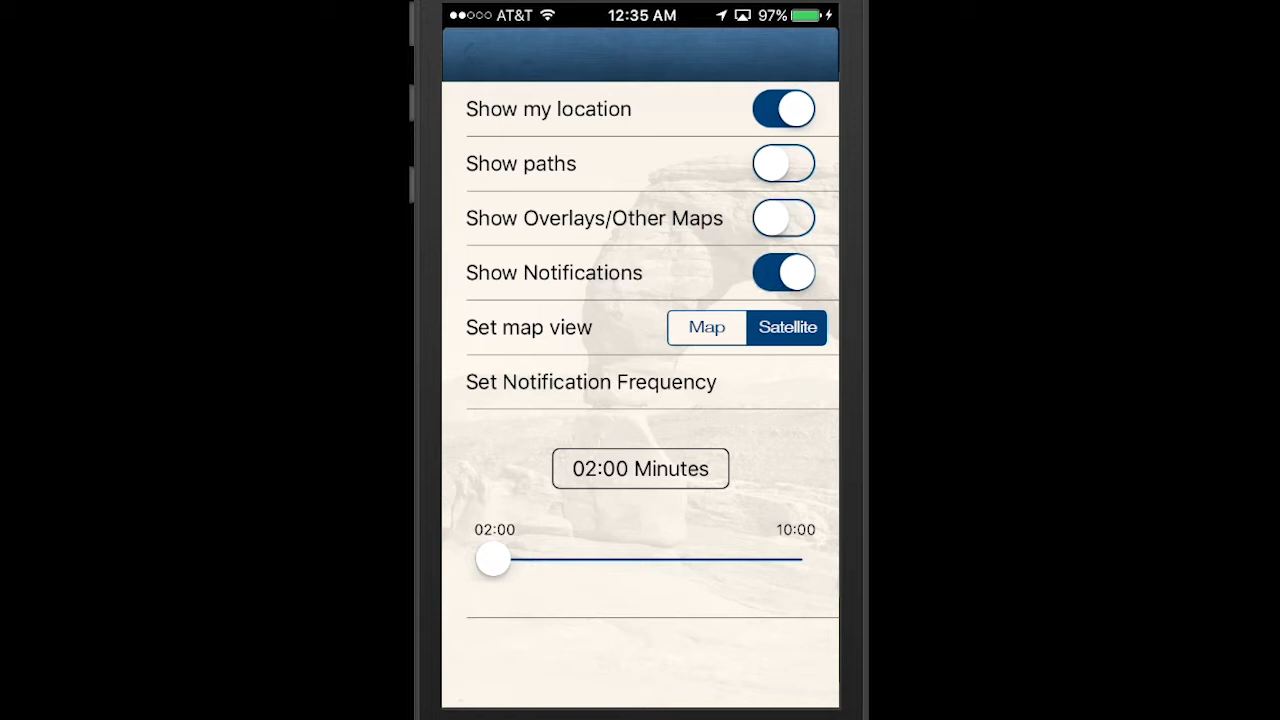 AT&T 12:35 AM 97%
Show my location
Show paths
Show Overlays/Other Maps
Show Notifications
Set map view Map Satellite
Set Notification Frequency
02:00 Minutes
02:00 10:00